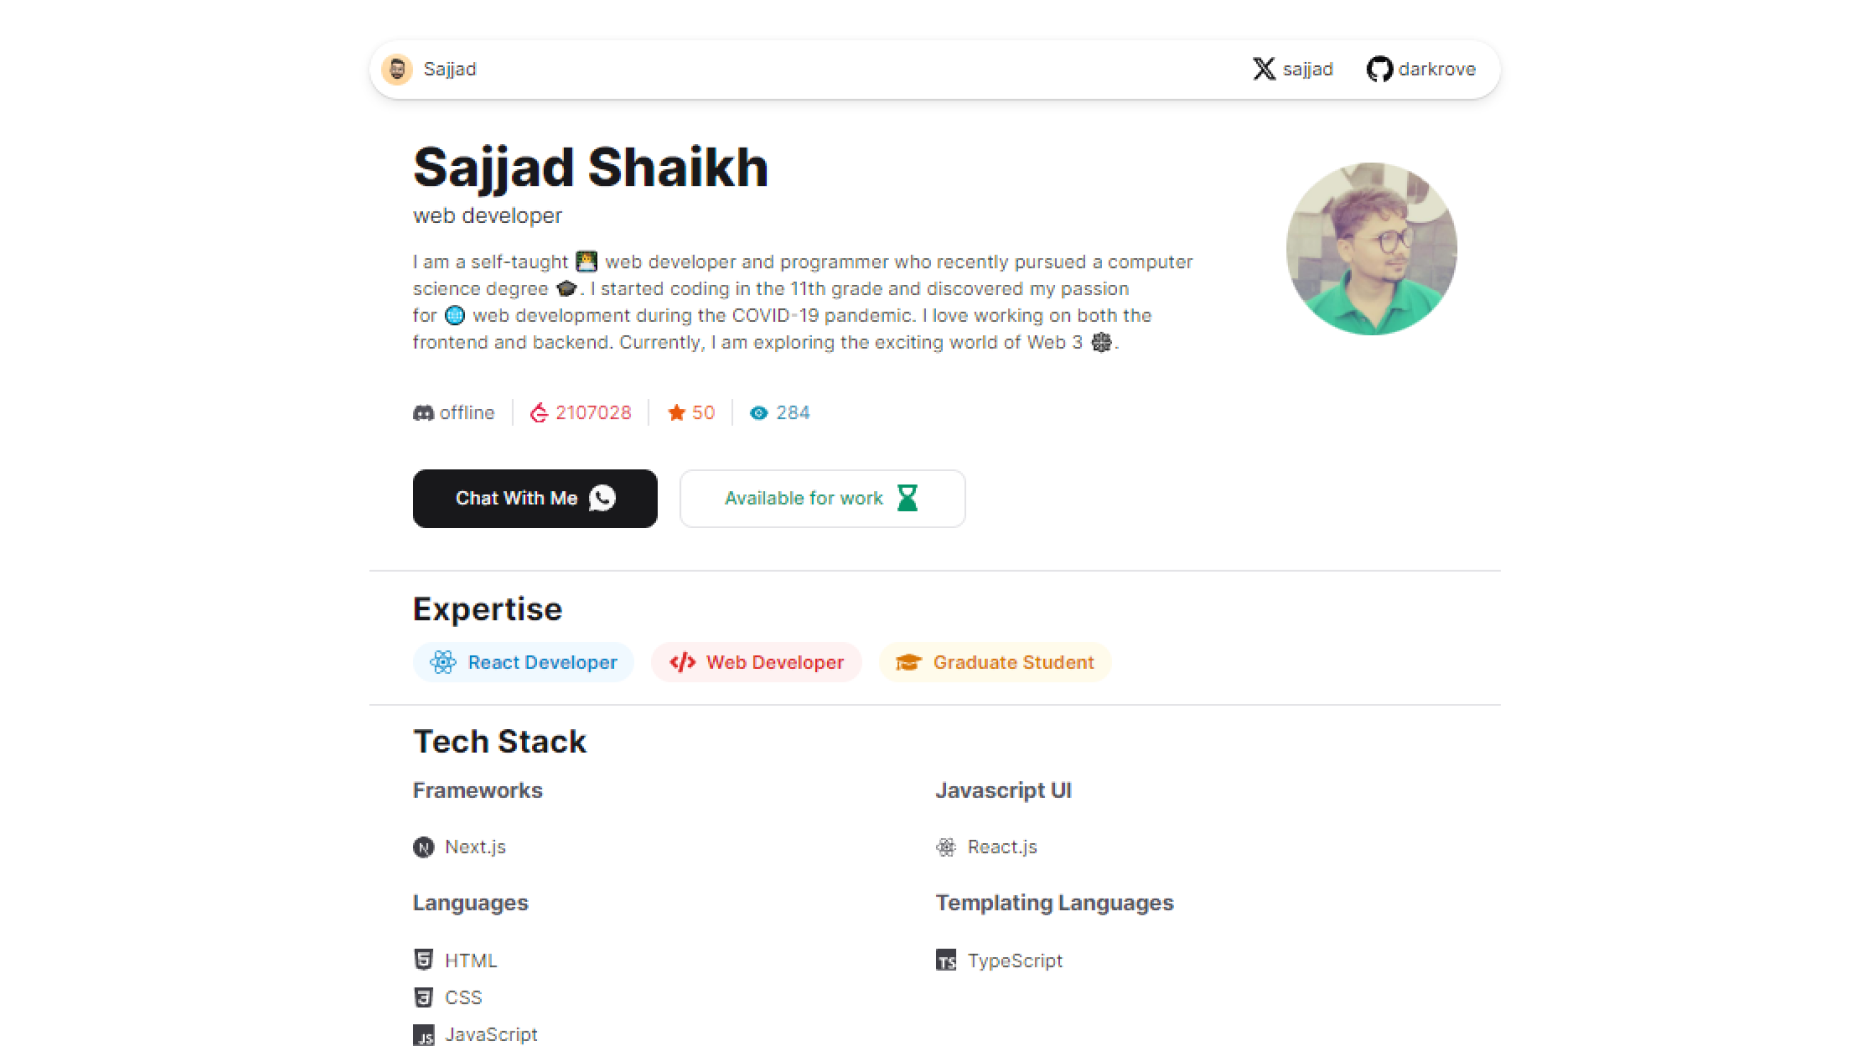 Sajjad
sajjad
darkrove
Sajjad Shaikh
web developer
I am a self-taught 👨‍💻 web developer and programmer who recently pursued a computer
science degree 🎓. I started coding in the 11th grade and discovered my passion
for 🌐 web development during the COVID-19 pandemic. I love working on both the
frontend and backend. Currently, I am exploring the exciting world of Web 3 🕸.
offline
2107028
50
284
Chat With Me
Available for work
Expertise
React Developer
Web Developer
Graduate Student
Tech Stack
Frameworks
Javascript UI
Next.js
React.js
Languages
Templating Languages
HTML
TypeScript
CSS
JavaScript